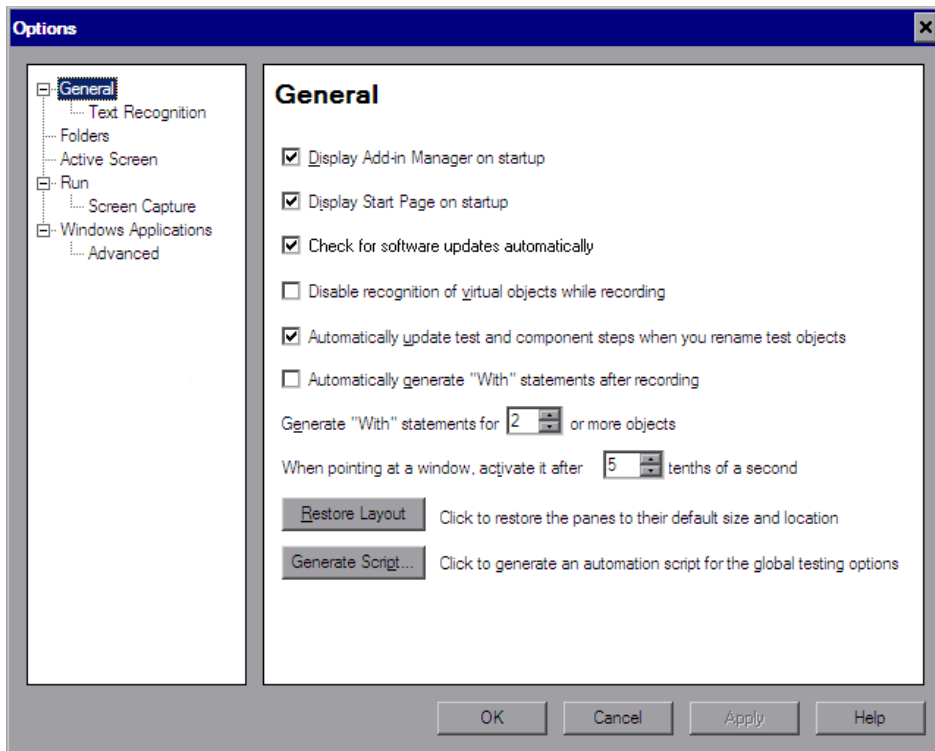 Options
General
Text Recognition
Folders
Active Screen
Run
Screen Capture
Windows Applications
Advanced
General
Display Add-in Manager on startup
Display Start Page on startup
Check for software updates automatically
Disable recognition of virtual objects while recording
Automatically update test and component steps when you rename test objects
Automatically generate "With" statements after recording
Generate "With" statements for 2 or more objects
When pointing at a window, activate it after 5 tenths of a second
Restore Layout Click to restore the panes to their default size and location
Generate Script... Click to generate an automation script for the global testing options
OK Cancel Apply Help